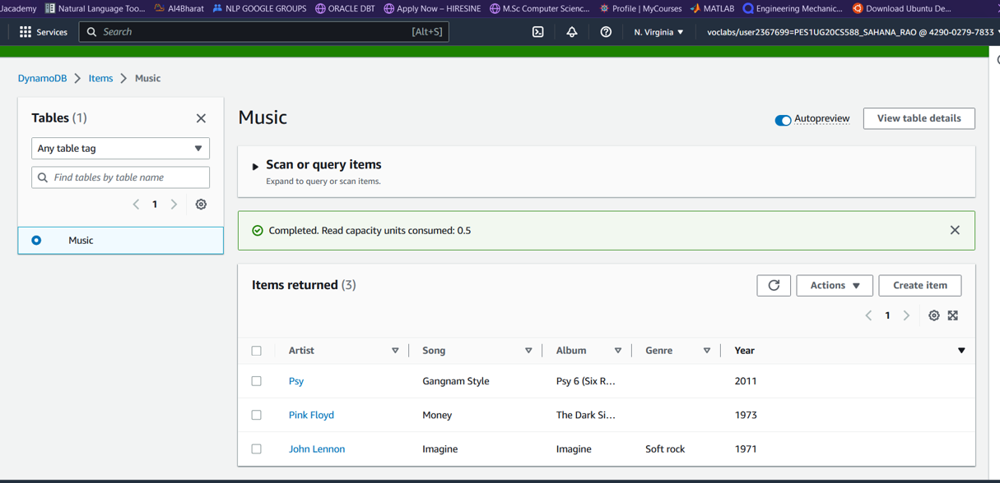 Jacademy Natural Language Too... AI4Bharat NLP GOOGLE GROUPS ORACLE DBT Apply Now – HIRESINE M.Sc Computer Scienc... Profile | MyCourses MATLAB Engineering Mechanic... Download Ubuntu De...
Services Search [Alt+S] N. Virginia voclabs/user2367699=PES1UG20CS588_SAHANA_RAO @ 4290-0279-7833
DynamoDB Items Music
Tables (1)
Any table tag
Find tables by table name
1
Music
Music
Autopreview View table details
Scan or query items
Expand to query or scan items.
Completed. Read capacity units consumed: 0.5
Items returned (3)
Actions Create item
1
Artist Song Album Genre Year
Psy Gangnam Style Psy 6 (Six R... 2011
Pink Floyd Money The Dark Si... 1973
John Lennon Imagine Imagine Soft rock 1971